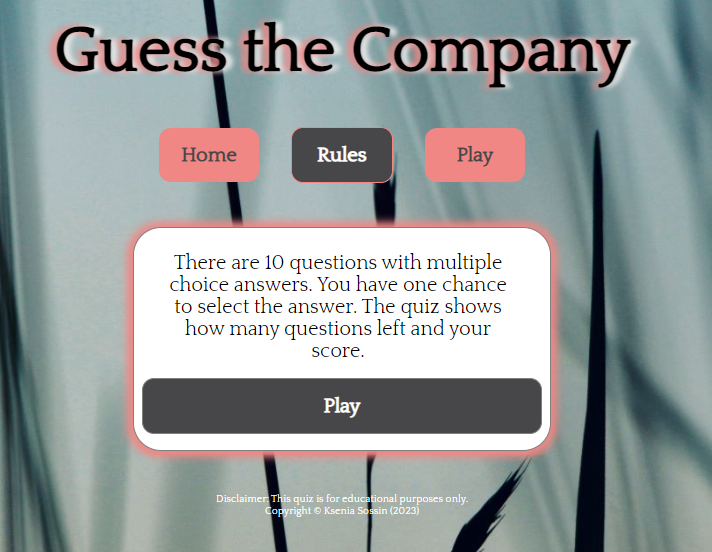 Guess the Company
Home Rules Play
There are 10 questions with multiple
choice answers. You have one chance
to select the answer. The quiz shows
how many questions left and your
score.
Play
Disclaimer: This quiz is for educational purposes only.
Copyright © Ksenia Sossin (2023)